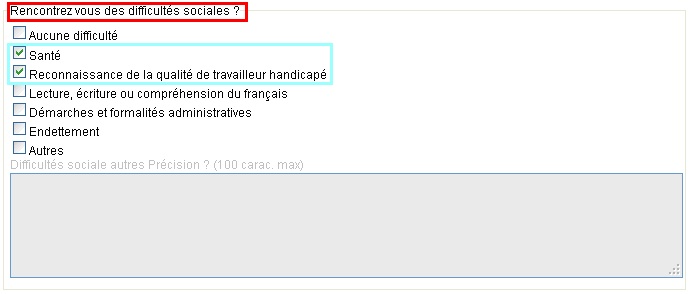 Rencontrez vous des difficultés sociales ?
Aucune difficulté
Santé
Reconnaissance de la qualité de travailleur handicapé
Lecture, écriture ou compréhension du français
Démarches et formalités administratives
Endettement
Autres
Difficultés sociale autres Précision ? (100 carac. max)